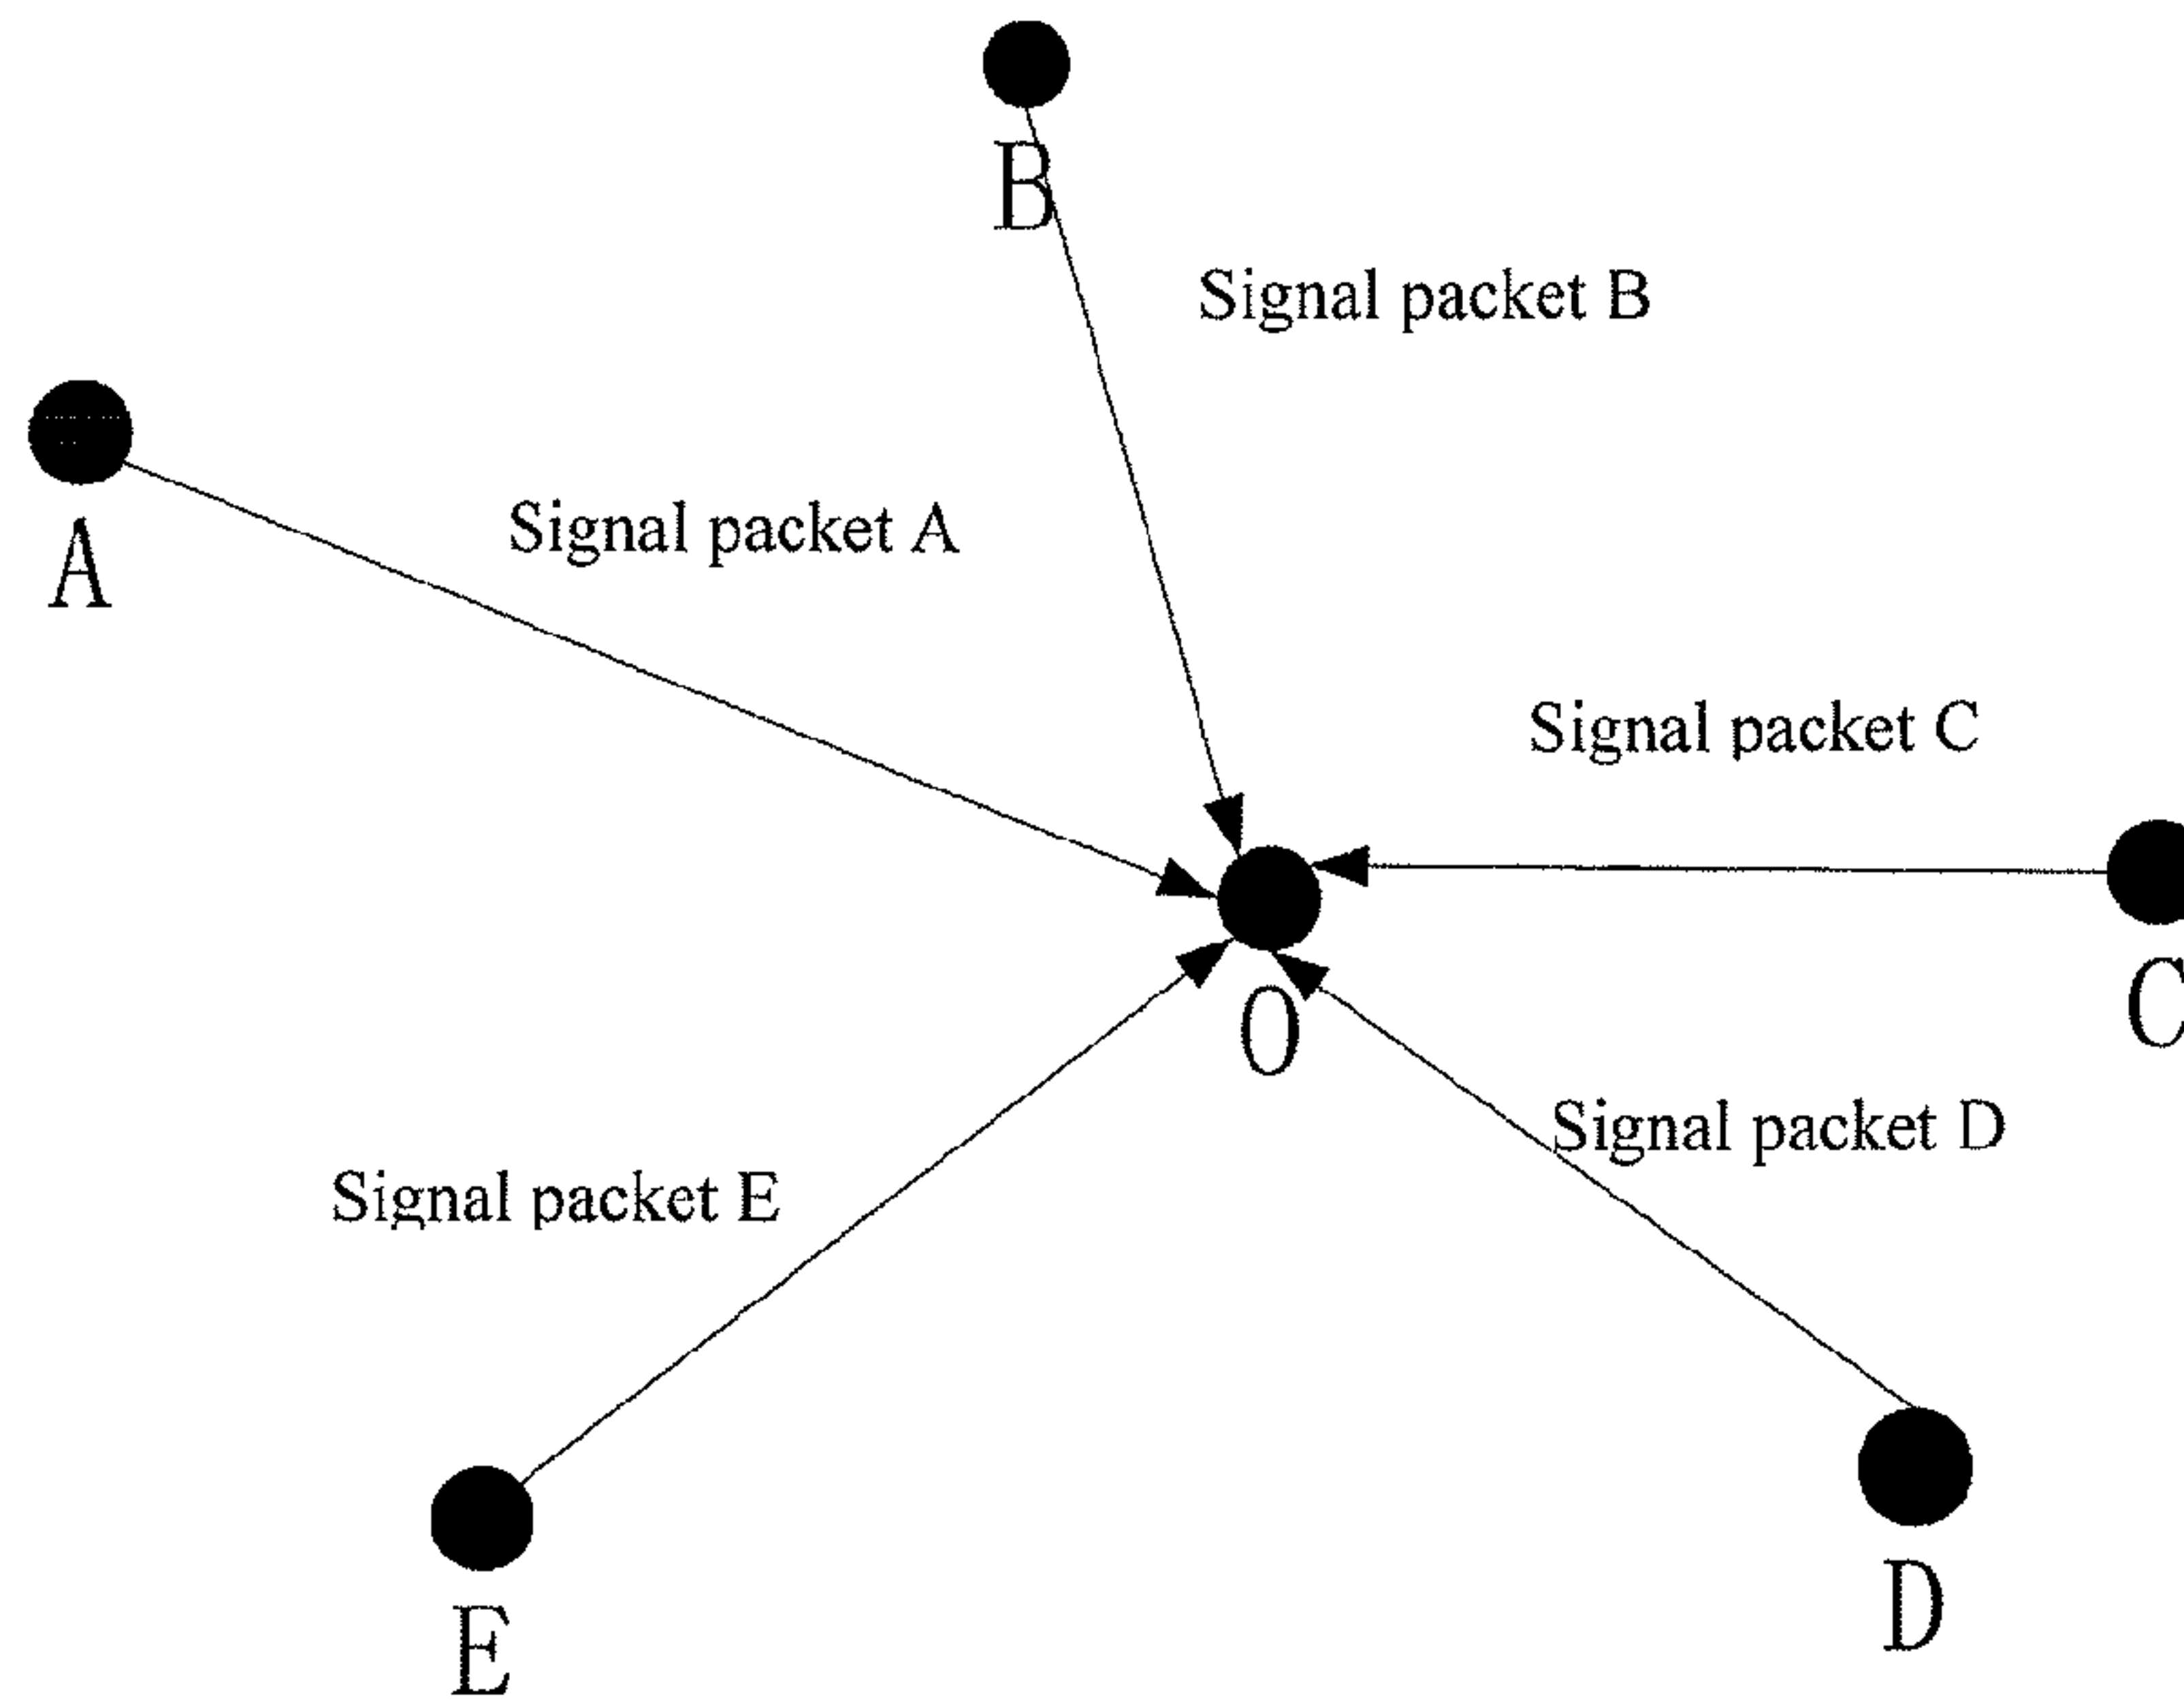 B
Signal packet B
A
Signal packet A
Signal packet C
C
O
Signal packet D
Signal packet E
D
E